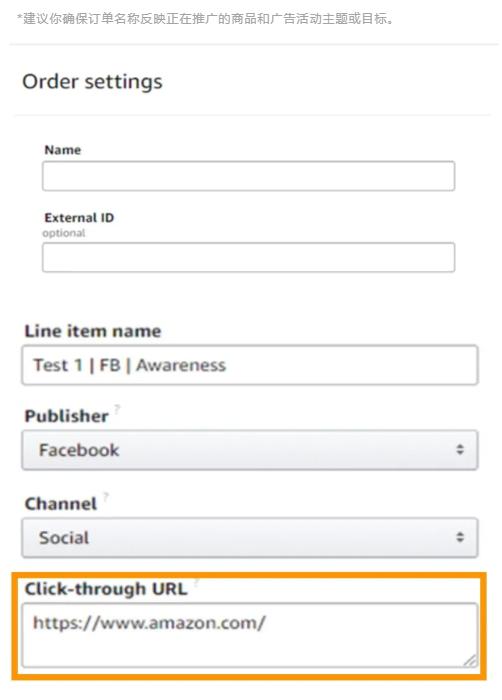 *建议你确保订单名称反映正在推广的商品和广告活动主题或目标。
Order settings
Name
External ID
optional
Line item name
Test 1 | FB | Awareness
Publisher ?
Facebook
Channel ?
Social
Click-through URL ?
https://www.amazon.com/